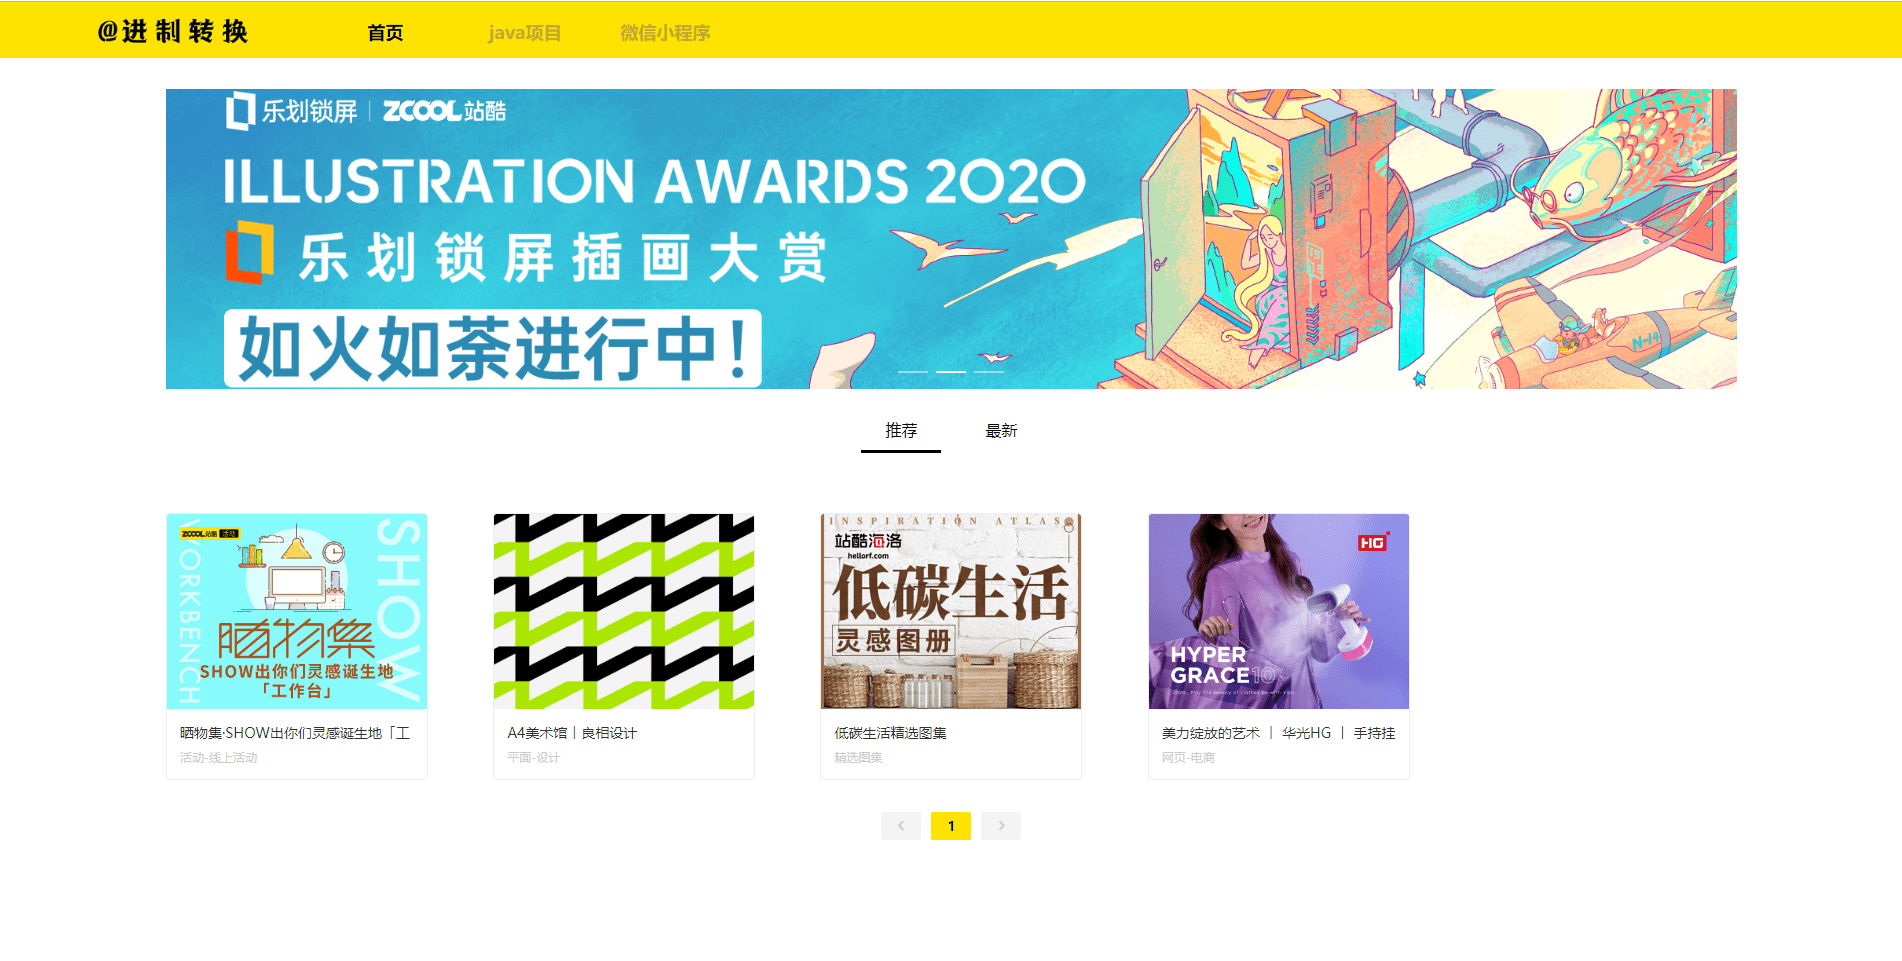 @进制转换
首页
java项目
微信小程序
乐划锁屏 | ZCOOL站酷
ILLUSTRATION AWARDS 2020
乐划锁屏插画大赏
如火如荼进行中！
N-14
推荐
最新
ZCOOL站酷 活动
SHOW
WORKBENCH
晒物集
SHOW出你们灵感诞生地
「工作台」
晒物集·SHOW出你们灵感诞生地「工
活动-线上活动
A4美术馆｜良相设计
平面-设计
INSPIRATION ATLAS
站酷海洛
hellorf.com
低碳生活
灵感图册
低碳生活精选图集
精选图集
HG
HYPER
GRACE10
美力绽放的艺术 ｜ 华光HG ｜ 手持挂
网页-电商
1